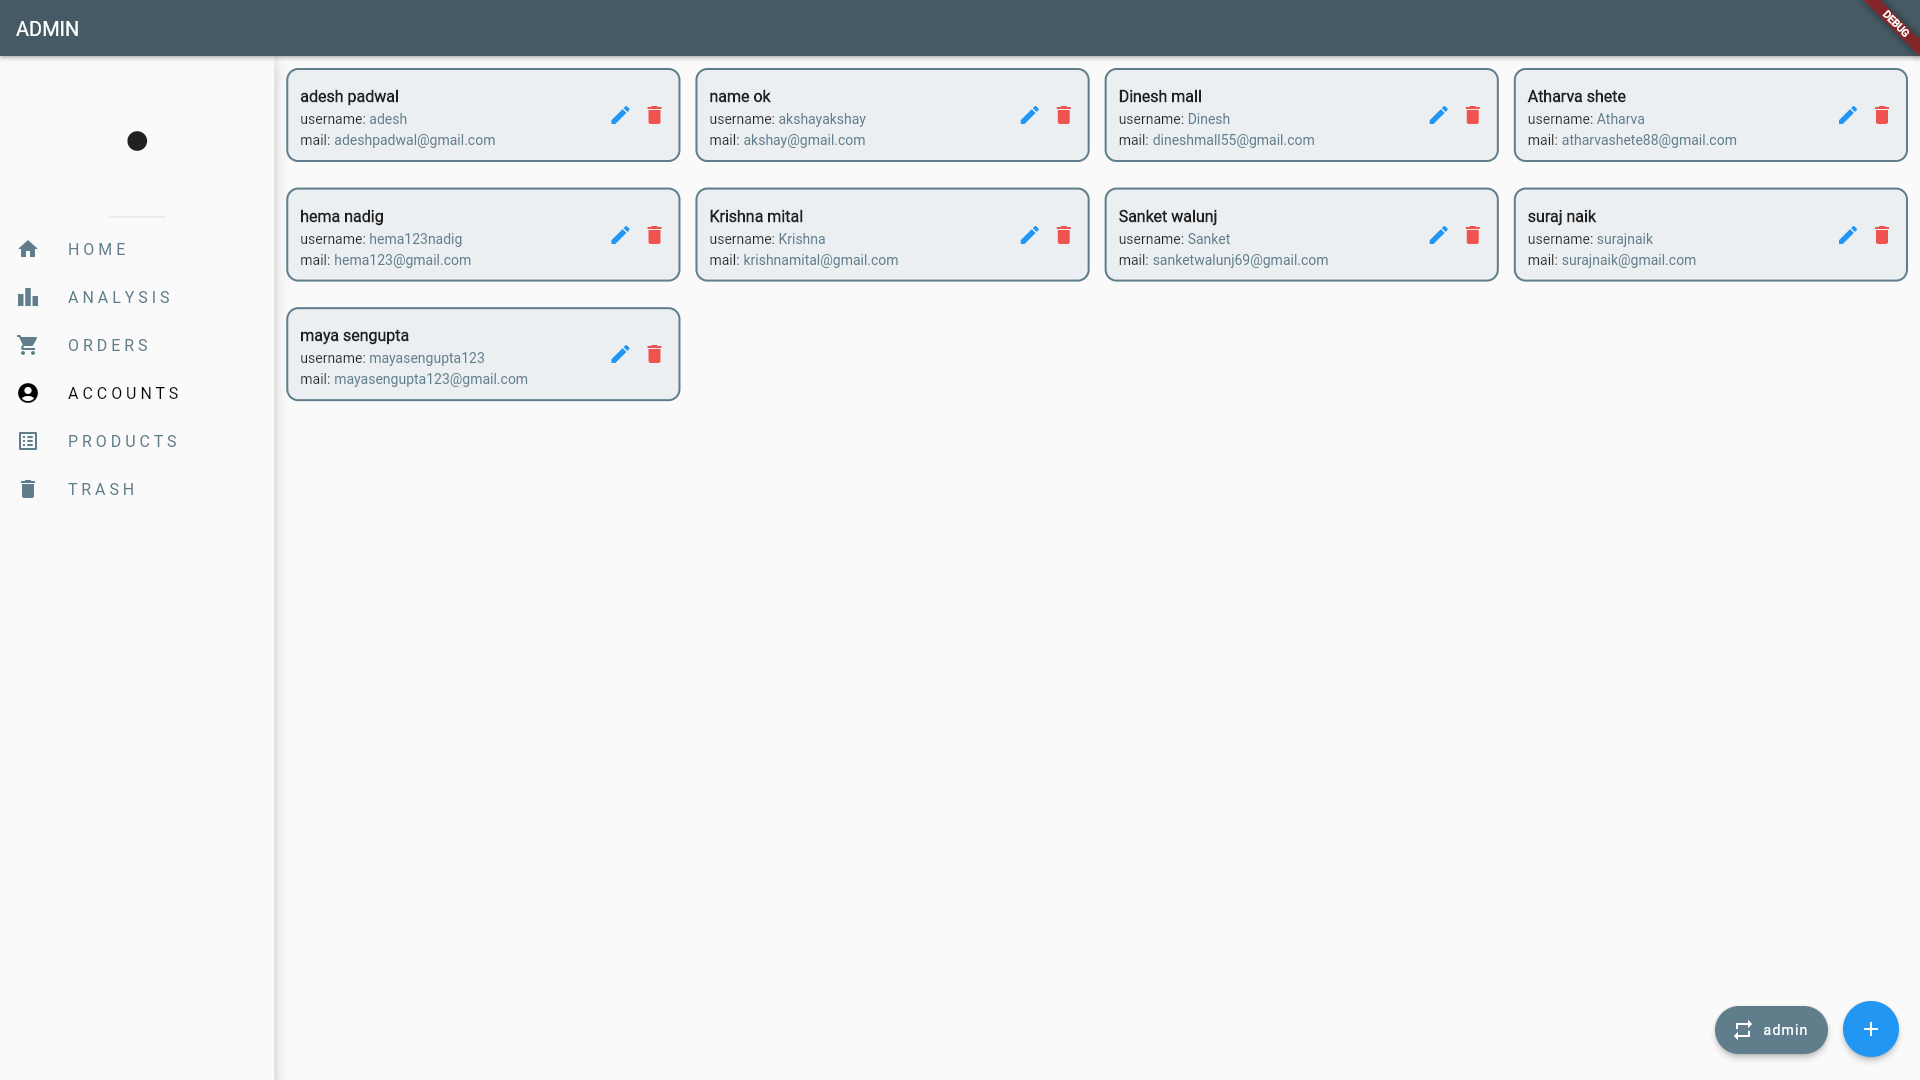 ADMIN
DEBUG
HOME
ANALYSIS
ORDERS
ACCOUNTS
PRODUCTS
TRASH
adesh padwal
username: adesh
mail: adeshpadwal@gmail.com
name ok
username: akshayakshay
mail: akshay@gmail.com
Dinesh mall
username: Dinesh
mail: dineshmall55@gmail.com
Atharva shete
username: Atharva
mail: atharvashete88@gmail.com
hema nadig
username: hema123nadig
mail: hema123@gmail.com
Krishna mital
username: Krishna
mail: krishnamital@gmail.com
Sanket walunj
username: Sanket
mail: sanketwalunj69@gmail.com
suraj naik
username: surajnaik
mail: surajnaik@gmail.com
maya sengupta
username: mayasengupta123
mail: mayasengupta123@gmail.com
admin